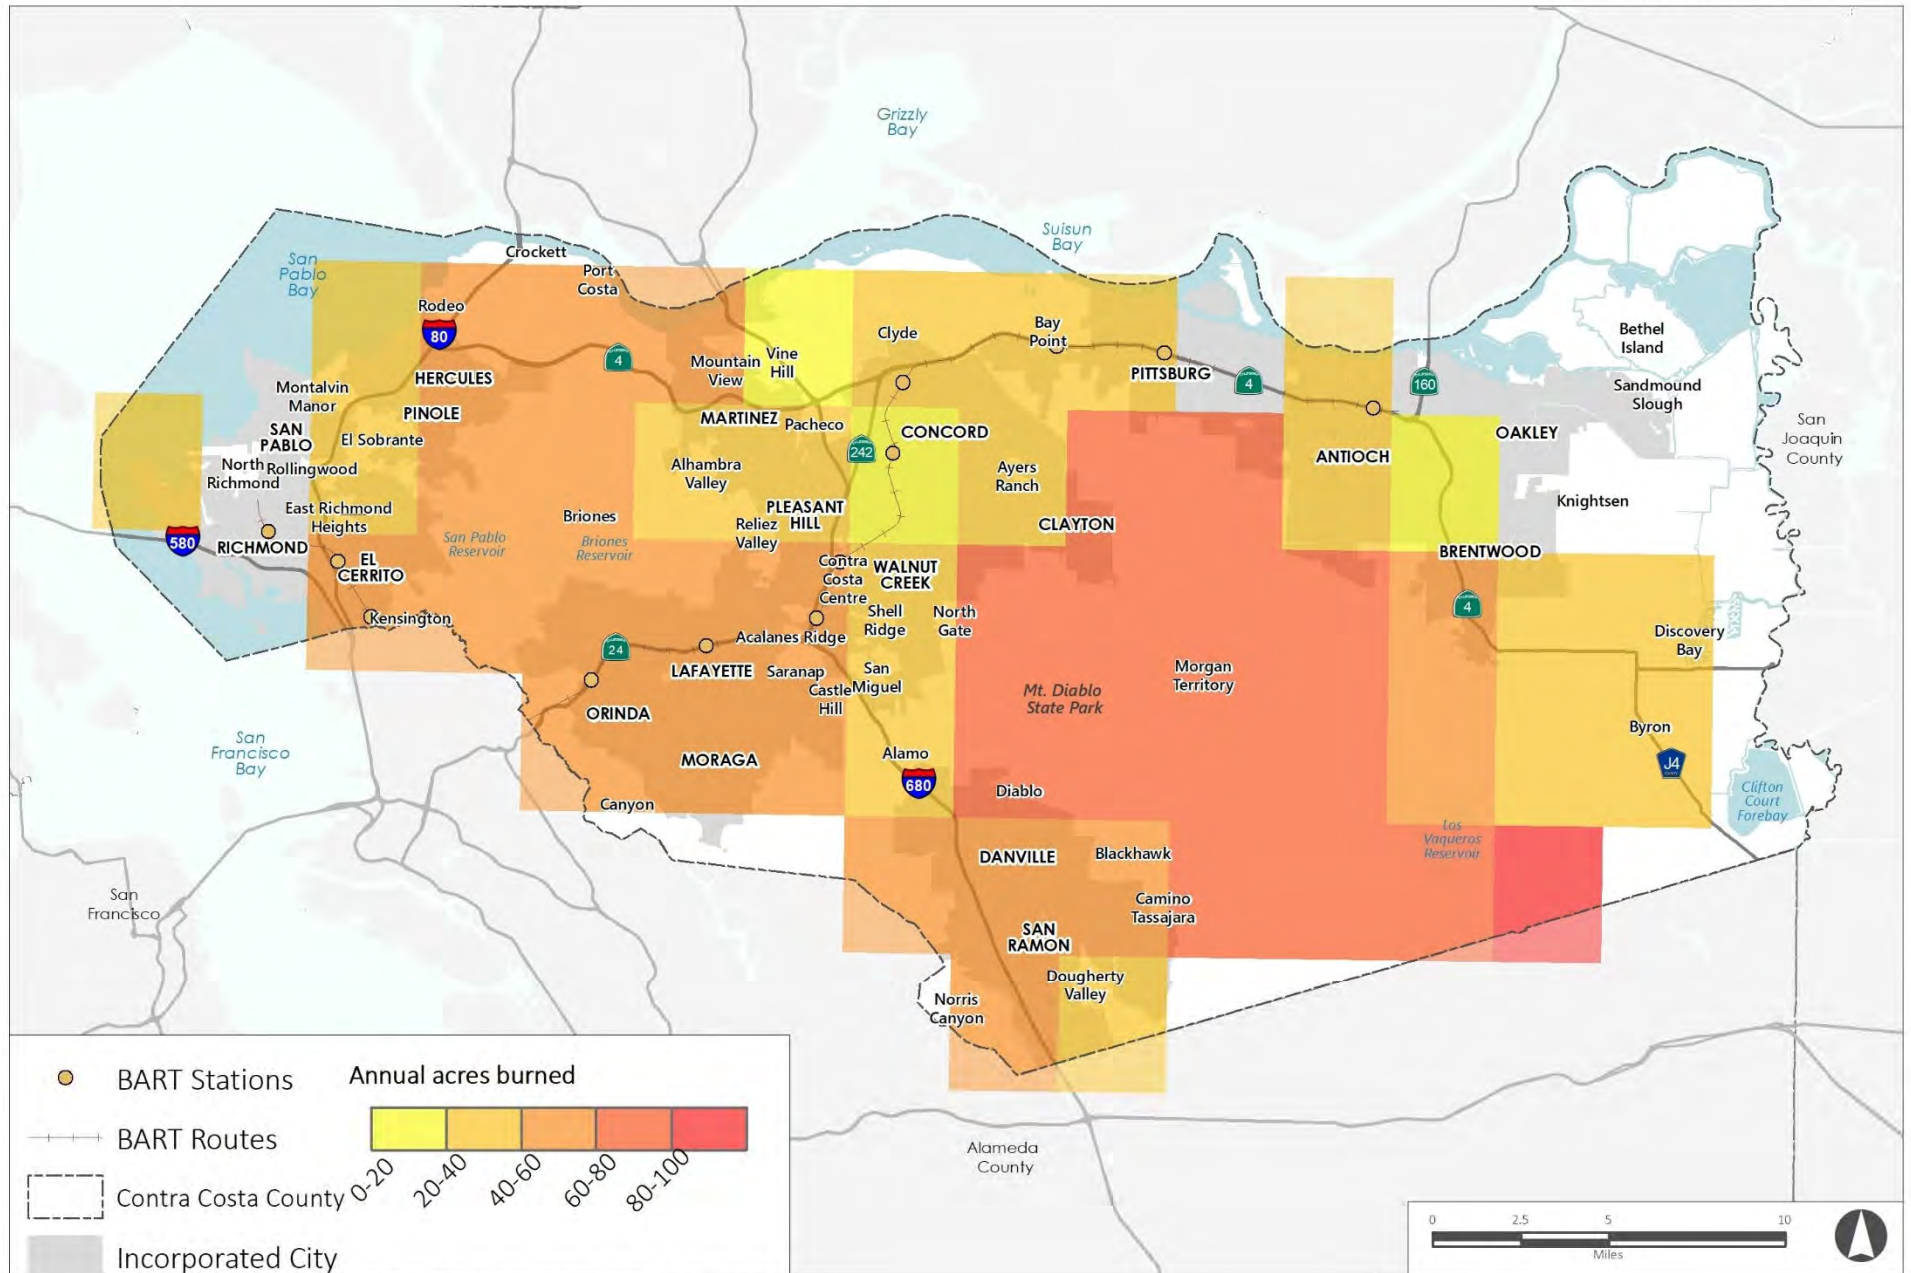 Grizzly
Bay
Suisun
Bay
San
Pablo
Bay
Crockett
Port
Costa
Rodeo
80
HERCULES
PINOLE
4
Mountain
View
Vine
Hill
Clyde
Bay
Point
PITTSBURG
4
160
Bethel
Island
Sandmound
Slough
San
Joaquin
County
Montalvin
Manor
SAN
PABLO
El Sobrante
North
Richmond
Rollingwood
East Richmond
Heights
580
RICHMOND
EL
CERRITO
Kensington
San Pablo
Reservoir
Briones
Briones
Reservoir
Alhambra
Valley
MARTINEZ
Pacheco
242
CONCORD
Ayers
Ranch
PLEASANT
HILL
Reliez
Valley
CLAYTON
ANTIOCH
OAKLEY
Knightsen
BRENTWOOD
4
Contra
Costa
Centre
WALNUT
CREEK
Shell
Ridge
North
Gate
Acalanes Ridge
24
LAFAYETTE
Saranap
Castle
Hill
San
Miguel
ORINDA
MORAGA
Canyon
Alamo
680
Mt. Diablo
State Park
Morgan
Territory
Diablo
Discovery
Bay
Byron
J4
Clifton
Court
Forebay
Los
Vaqueros
Reservoir
San
Francisco
Bay
San
Francisco
DANVILLE
Blackhawk
Camino
Tassajara
SAN
RAMON
Dougherty
Valley
Norris
Canyon
Alameda
County
BART Stations
BART Routes
Contra Costa County
Incorporated City
Annual acres burned
0-20
20-40
40-60
60-80
80-100
0 2.5 5 10
Miles